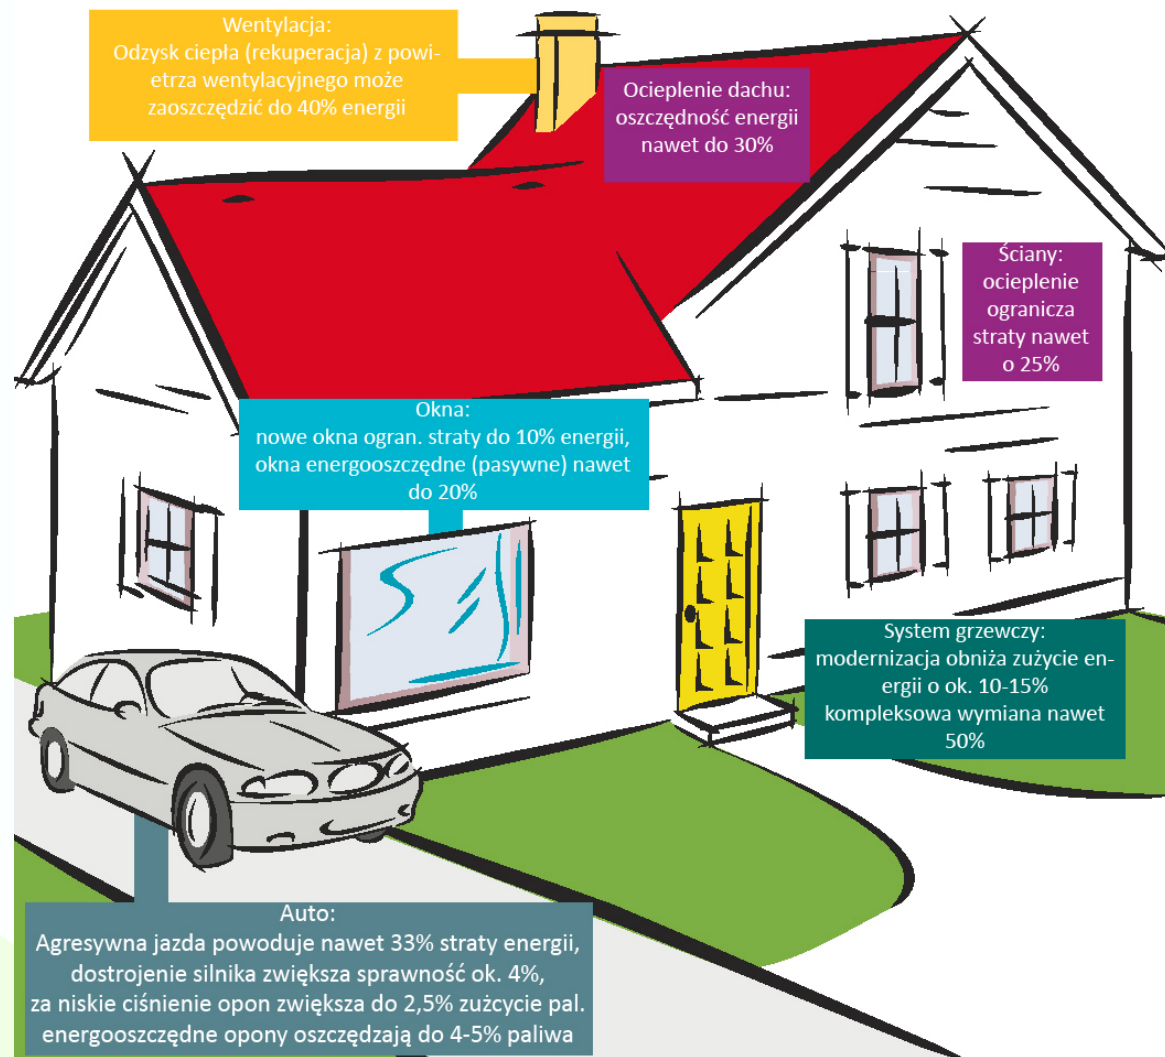 Wentylacja:
Odzysk ciepła (rekuperacja) z powi-
etrza wentylacyjnego może
zaoszczędzić do 40% energii
Ocieplenie dachu:
oszczędność energii
nawet do 30%
Ściany:
ocieplenie
ogranicza
straty nawet
o 25%
Okna:
nowe okna ogran. straty do 10% energii,
okna energooszczędne (pasywne) nawet
do 20%
System grzewczy:
modernizacja obniża zużycie en-
ergii o ok. 10-15%
kompleksowa wymiana nawet
50%
Auto:
Agresywna jazda powoduje nawet 33% straty energii,
dostrojenie silnika zwiększa sprawność ok. 4%,
za niskie ciśnienie opon zwiększa do 2,5% zużcycie pal.
energooszczędne opony oszczędzają do 4-5% paliwa